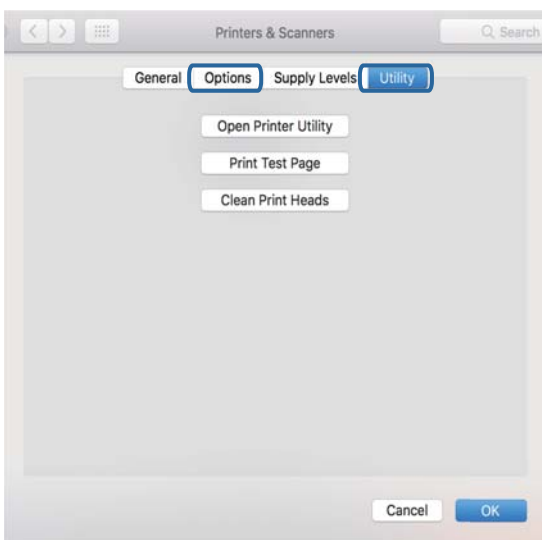 Printers & Scanners
Search
General Options Supply Levels Utility
Open Printer Utility
Print Test Page
Clean Print Heads
Cancel OK